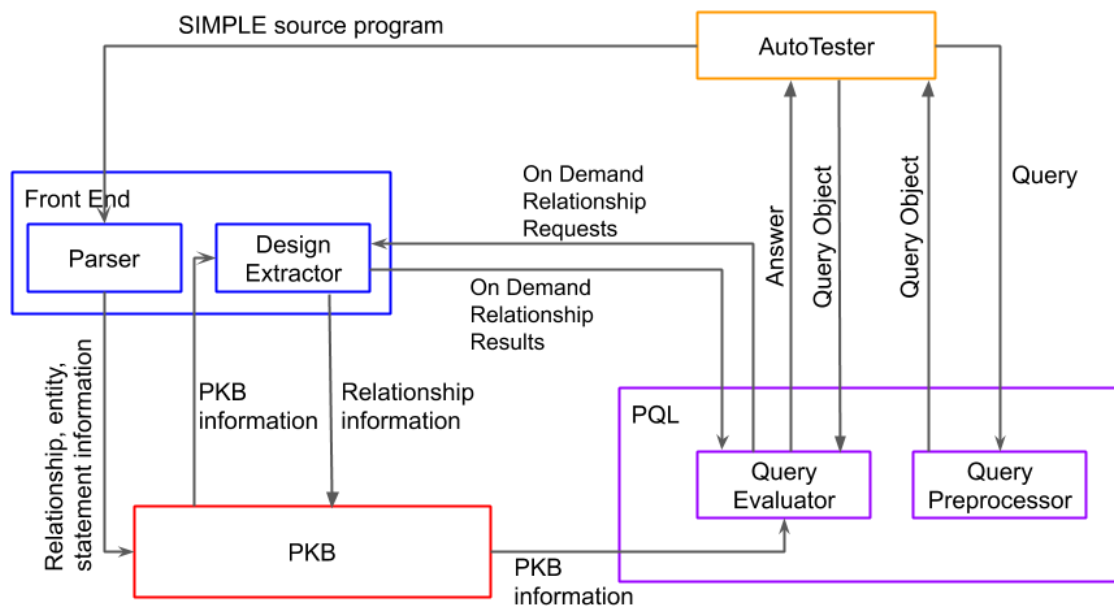 SIMPLE source program
AutoTester
Front End
Parser
Design
Extractor
On Demand
Relationship
Requests
On Demand
Relationship
Results
Answer
Query Object
Query Object
Query
Relationship, entity,
statement information
PKB
information
Relationship
information
PQL
Query
Evaluator
Query
Preprocessor
PKB
PKB
information